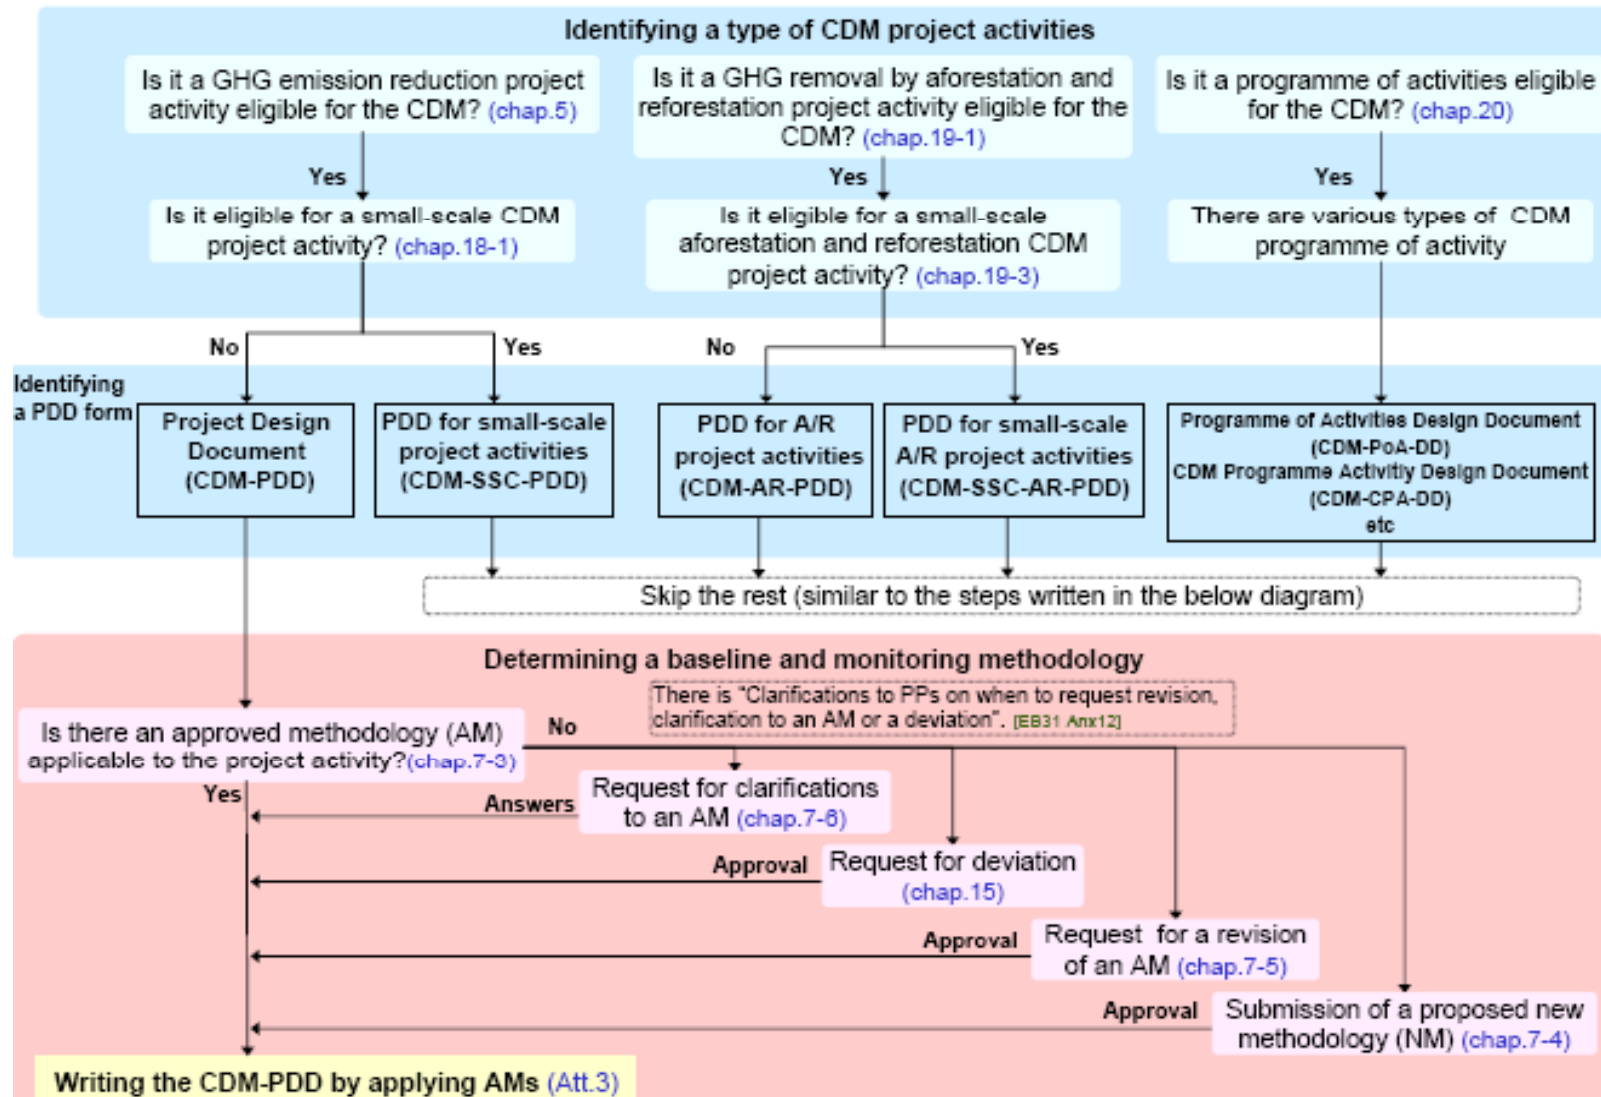 Identifying a type of CDM project activities
Is it a GHG emission reduction project
activity eligible for the CDM? (chap.5)
Is it a GHG removal by aforestation and
reforestation project activity eligible for the
CDM? (chap.19-1)
Is it a programme of activities eligible
for the CDM? (chap.20)
Yes
Yes
Yes
Is it eligible for a small-scale CDM
project activity? (chap.18-1)
Is it eligible for a small-scale
aforestation and reforestation CDM
project activity? (chap.19-3)
There are various types of CDM
programme of activity
No
Yes
No
Yes
Identifying
a PDD form
Project Design
Document
(CDM-PDD)
PDD for small-scale
project activities
(CDM-SSC-PDD)
PDD for A/R
project activities
(CDM-AR-PDD)
PDD for small-scale
A/R project activities
(CDM-SSC-AR-PDD)
Programme of Activities Design Document
(CDM-PoA-DD)
CDM Programme Activitiy Design Document
(CDM-CPA-DD)
etc
Skip the rest (similar to the steps written in the below diagram)
Determining a baseline and monitoring methodology
There is "Clarifications to PPs on when to request revision,
clarification to an AM or a deviation". [EB31 Anx12]
Is there an approved methodology (AM)
applicable to the project activity?(chap.7-3)
No
Yes
Answers
Request for clarifications
to an AM (chap.7-6)
Approval
Request for deviation
(chap.15)
Approval
Request for a revision
of an AM (chap.7-5)
Approval
Submission of a proposed new
methodology (NM) (chap.7-4)
Writing the CDM-PDD by applying AMs (Att.3)